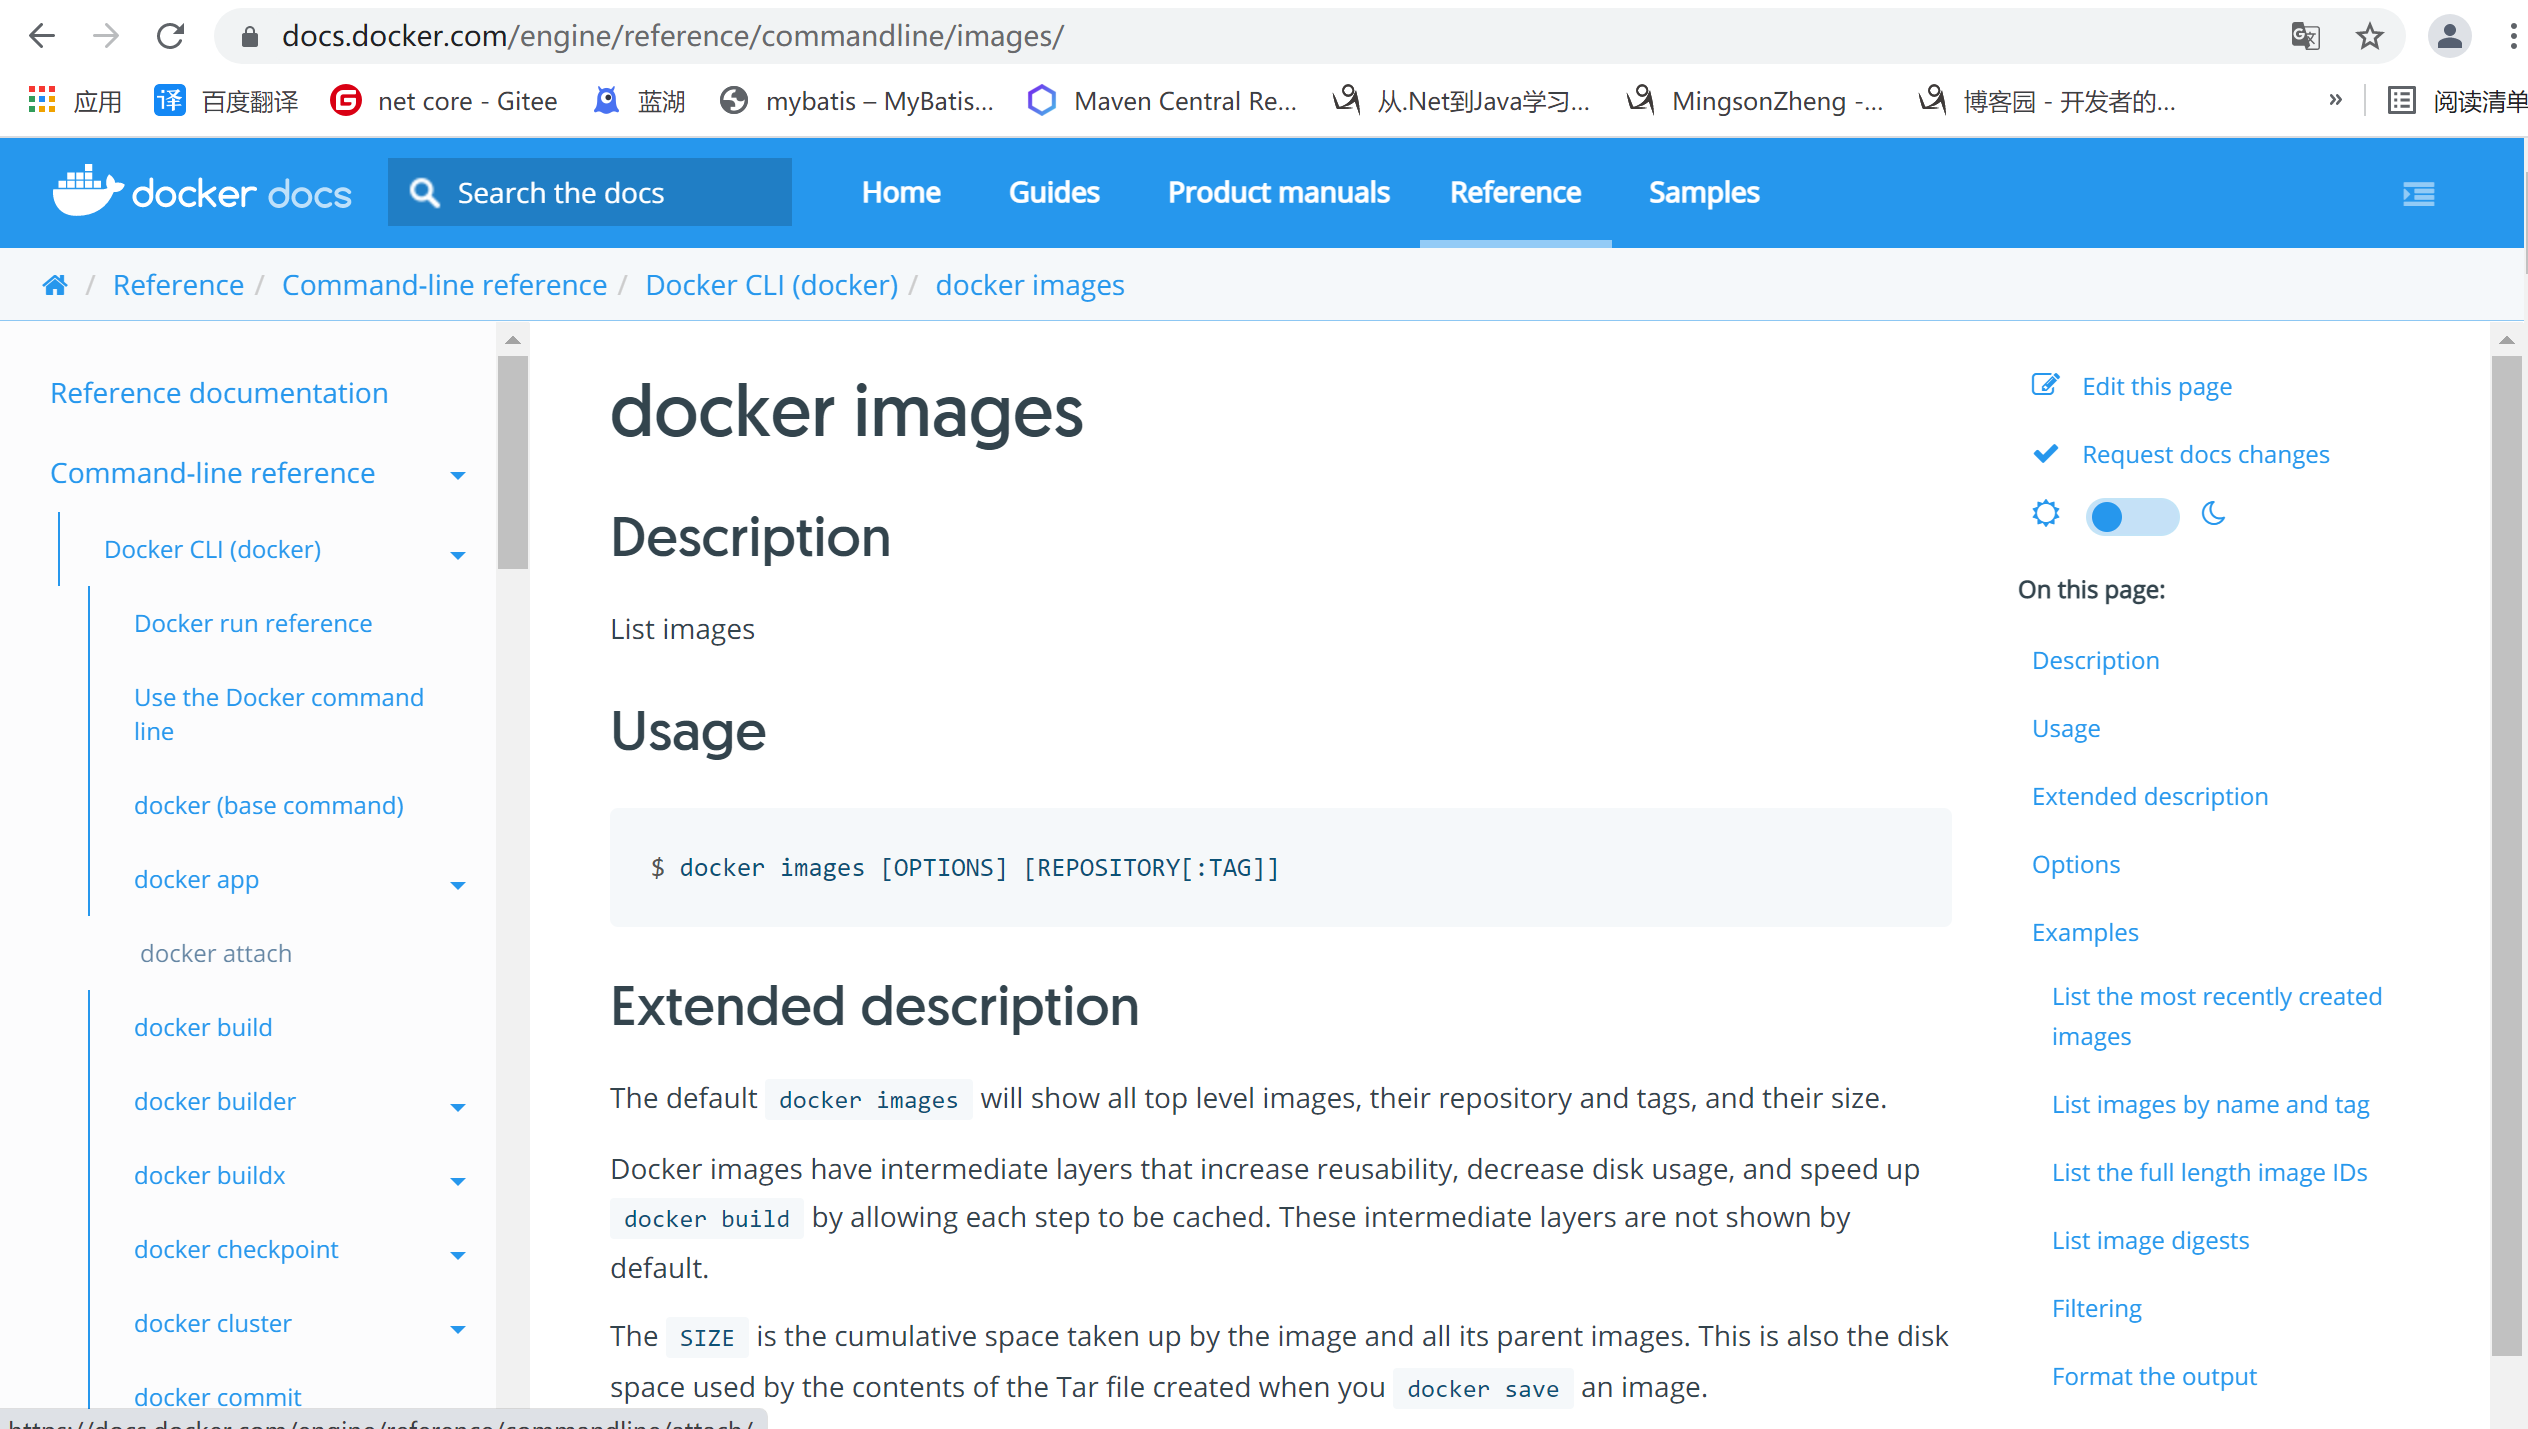 docs.docker.com/engine/reference/commandline/images/
应用 百度翻译 net core - Gitee 蓝湖 mybatis – MyBatis... Maven Central Re... 从.Net到Java学习... MingsonZheng -... 博客园 - 开发者的... » 阅读清单
docker docs Search the docs Home Guides Product manuals Reference Samples
/ Reference / Command-line reference / Docker CLI (docker) / docker images
Reference documentation
Command-line reference
Docker CLI (docker)
Docker run reference
Use the Docker command
line
docker (base command)
docker app
docker attach
docker build
docker builder
docker buildx
docker checkpoint
docker cluster
docker commit
https://docs.docker.com/engine/reference/commandline/attach/
docker images
Description
List images
Usage
$ docker images [OPTIONS] [REPOSITORY[:TAG]]
Extended description
The default docker images will show all top level images, their repository and tags, and their size.
Docker images have intermediate layers that increase reusability, decrease disk usage, and speed up
docker build by allowing each step to be cached. These intermediate layers are not shown by
default.
The SIZE is the cumulative space taken up by the image and all its parent images. This is also the disk
space used by the contents of the Tar file created when you docker save an image.
Edit this page
Request docs changes
On this page:
Description
Usage
Extended description
Options
Examples
List the most recently created
images
List images by name and tag
List the full length image IDs
List image digests
Filtering
Format the output